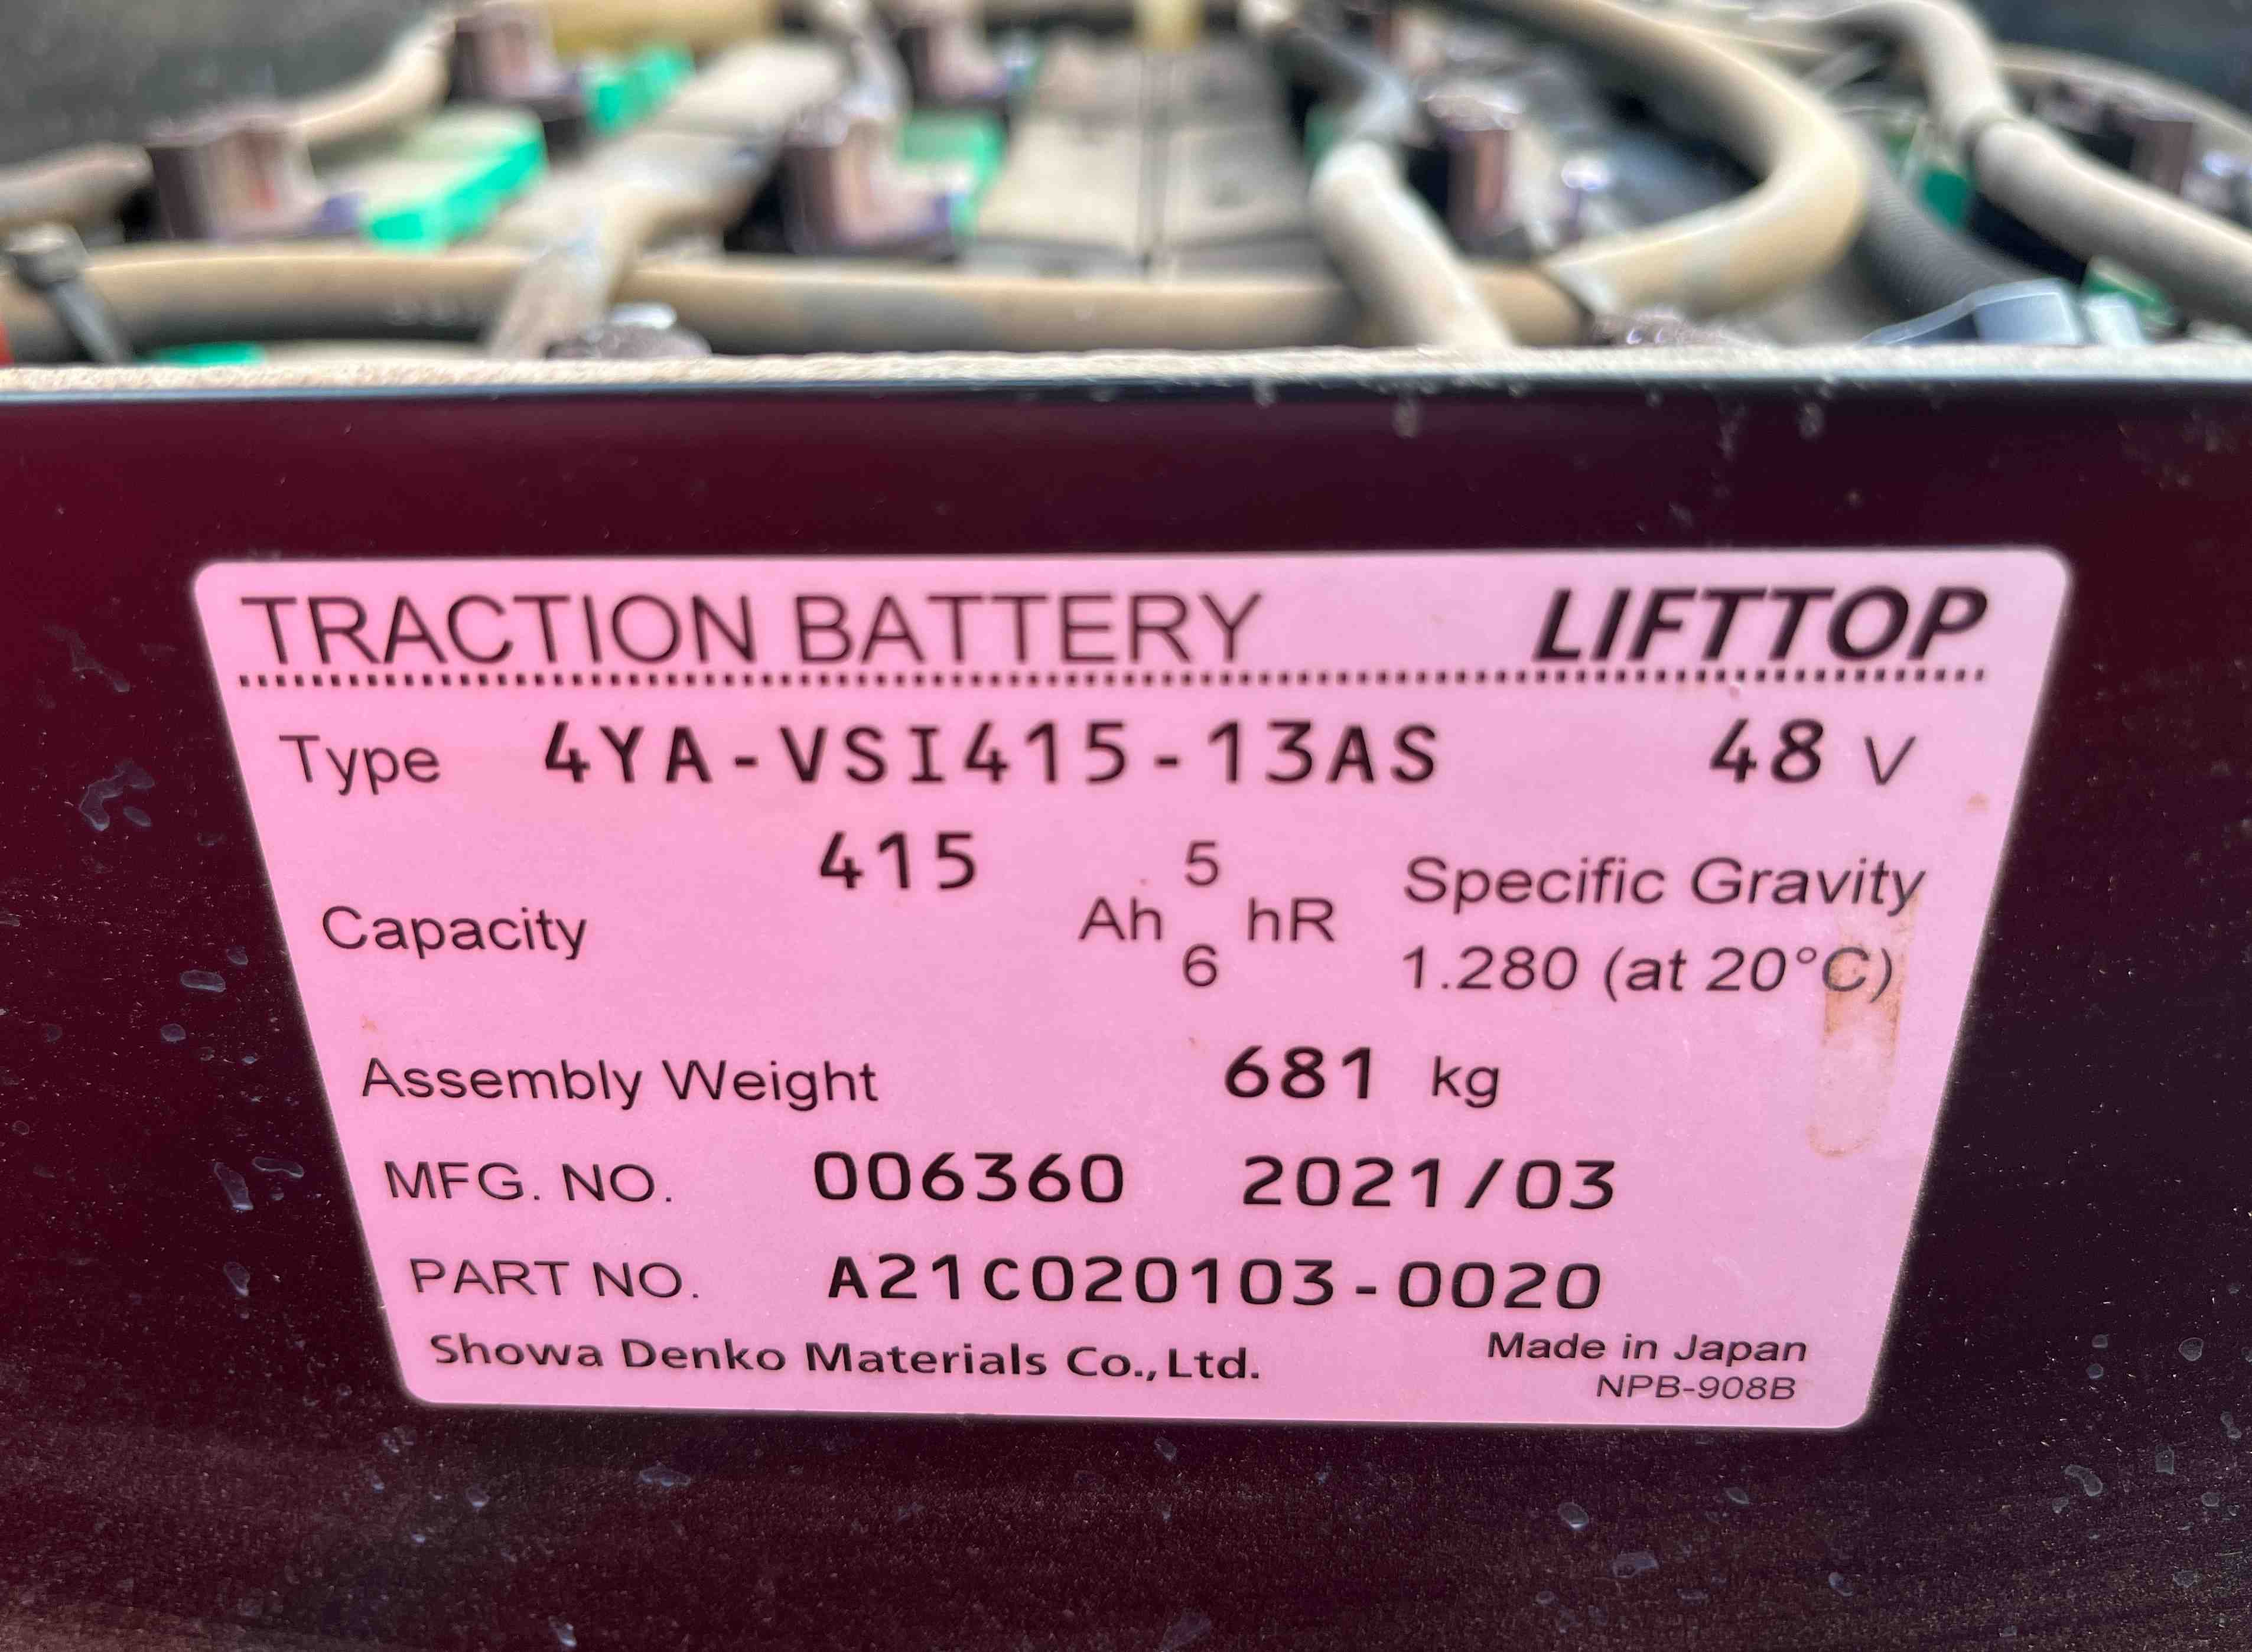 TRACTION BATTERY LIFTTOP
Type 4YA-VSI415-13AS 48 V
415 5
Capacity Ah hR
6
Specific Gravity
1.280 (at 20°C)
Assembly Weight 681 kg
MFG. NO. 006360 2021/03
PART NO. A21C020103-0020
Showa Denko Materials Co., Ltd. Made in Japan
NPB-908B